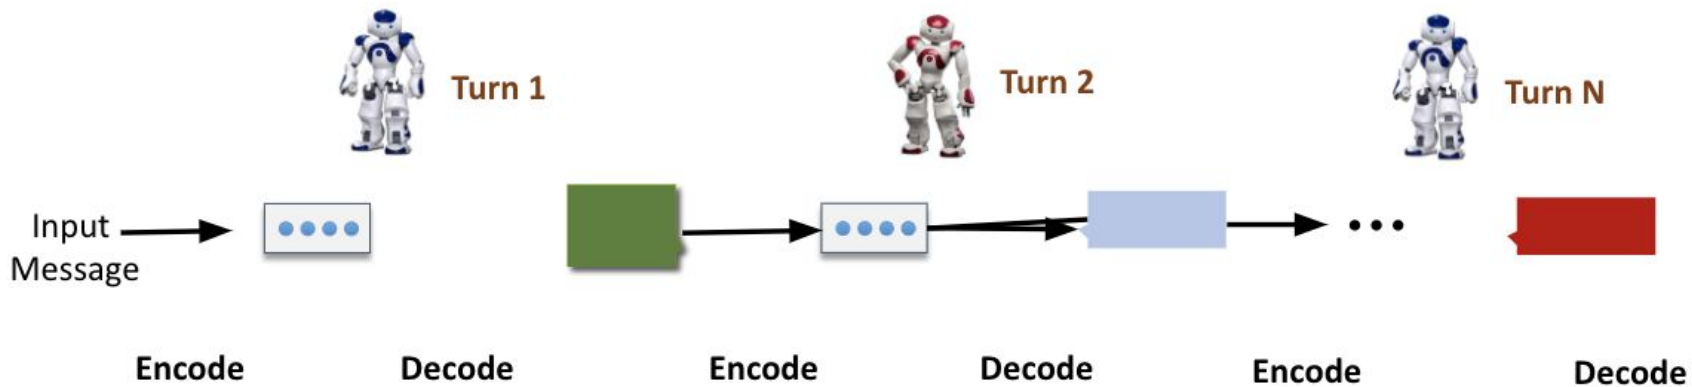 Turn 1
Turn 2
Turn N
Input
Message
Encode
Decode
Encode
Decode
Encode
Decode